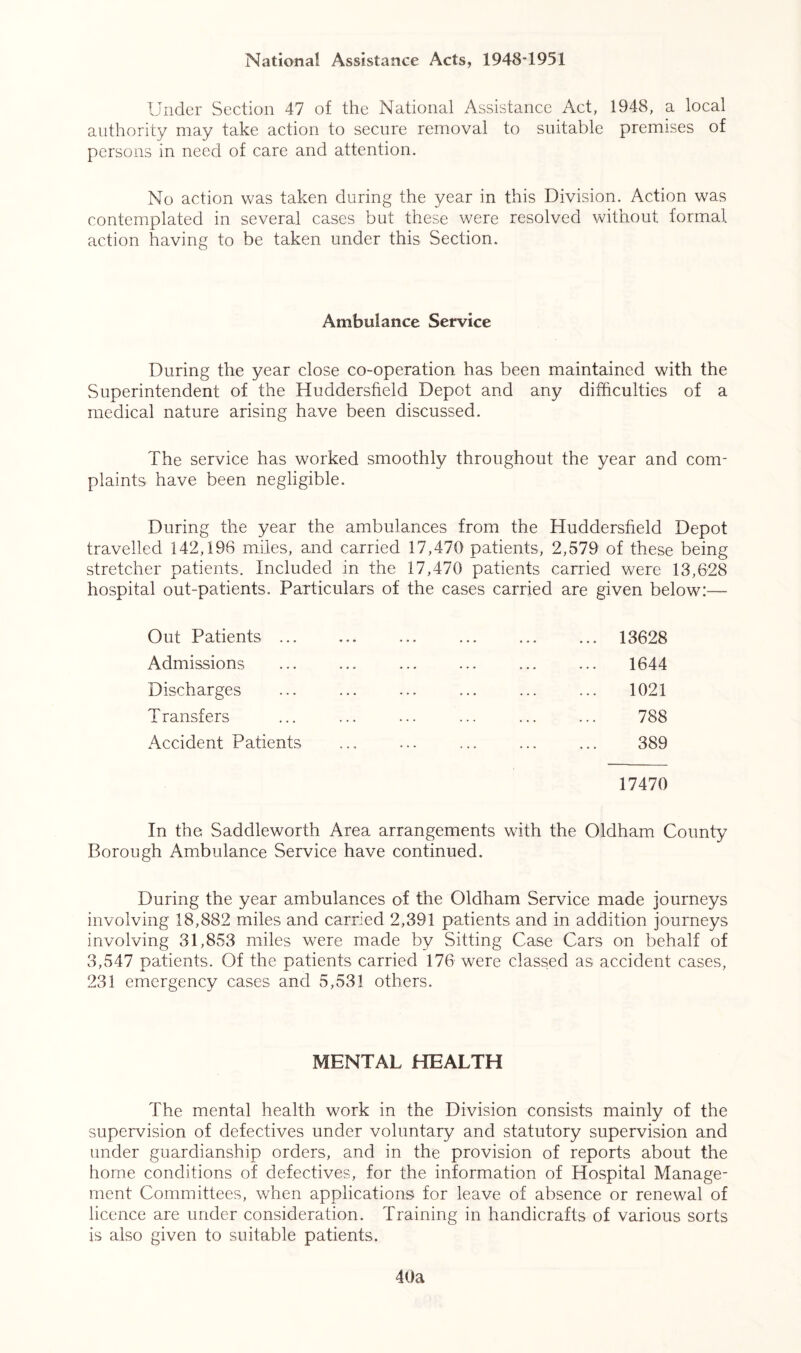 National Assistance Acts, 1948-1951
Under Section 47 of the National Assistance Act, 1948, a local
authority may take action to secure removal to suitable premises of
persons in need of care and attention.
No action was taken during the year in this Division. Action was
contemplated in several cases but these were resolved without formal
action having to be taken under this Section.
Ambulance Service
During the year close co-operation has been maintained with the
Superintendent of the Huddersfield Depot and any difficulties of a
medical nature arising have been discussed.
The service has worked smoothly throughout the year and com-
plaints have been negligible.
During the year the ambulances from the Huddersfield Depot
travelled 142,196 miles, and carried 17,470 patients, 2,579 of these being
stretcher patients. Included in the 17,470 patients carried were 13,628
hospital out-patients. Particulars of the cases carried are given below:—
Out Patients ... ... ... ... ... ... 13628
Admissions ... ... ... ... ... ... 1644
Discharges ... ... ... ... ... ... 1021
Transfers ... ... ... ... ... ... 788
Accident Patients ... ... ... ... ... 389
17470
In the Saddleworth Area arrangements with the Oldham County
Borough Ambulance Service have continued.
During the year ambulances of the Oldham Service made journeys
involving 18,882 miles and carried 2,391 patients and in addition journeys
involving 31,853 miles were made by Sitting Case Cars on behalf of
3,547 patients. Of the patients carried 176 were classed as accident cases,
231 emergency cases and 5,531 others.
MENTAL HEALTH
The mental health work in the Division consists mainly of the
supervision of defectives under voluntary and statutory supervision and
under guardianship orders, and in the provision of reports about the
home conditions of defectives, for the information of Hospital Manage-
ment Committees, when applications for leave of absence or renewal of
licence are under consideration. Training in handicrafts of various sorts
is also given to suitable patients.
40a